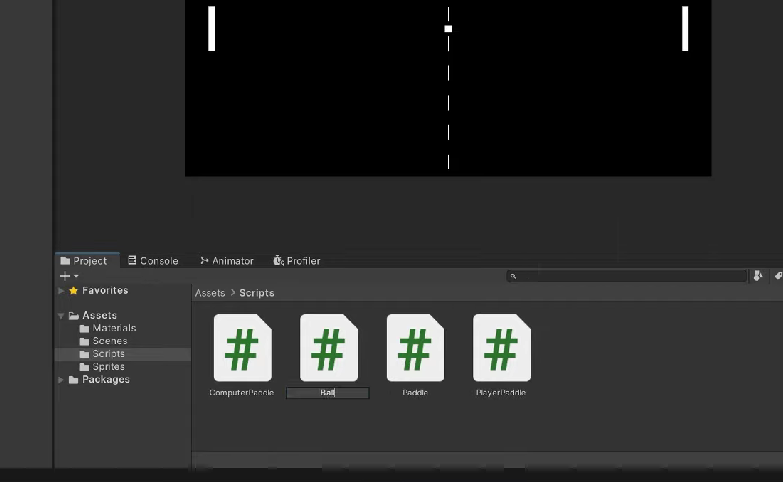 Project
Console
Animator
Profiler
Favorites
Assets
Materials
Scenes
Scripts
Sprites
Packages
Assets > Scripts
ComputerPaddle
Ball
Paddle
PlayerPaddle